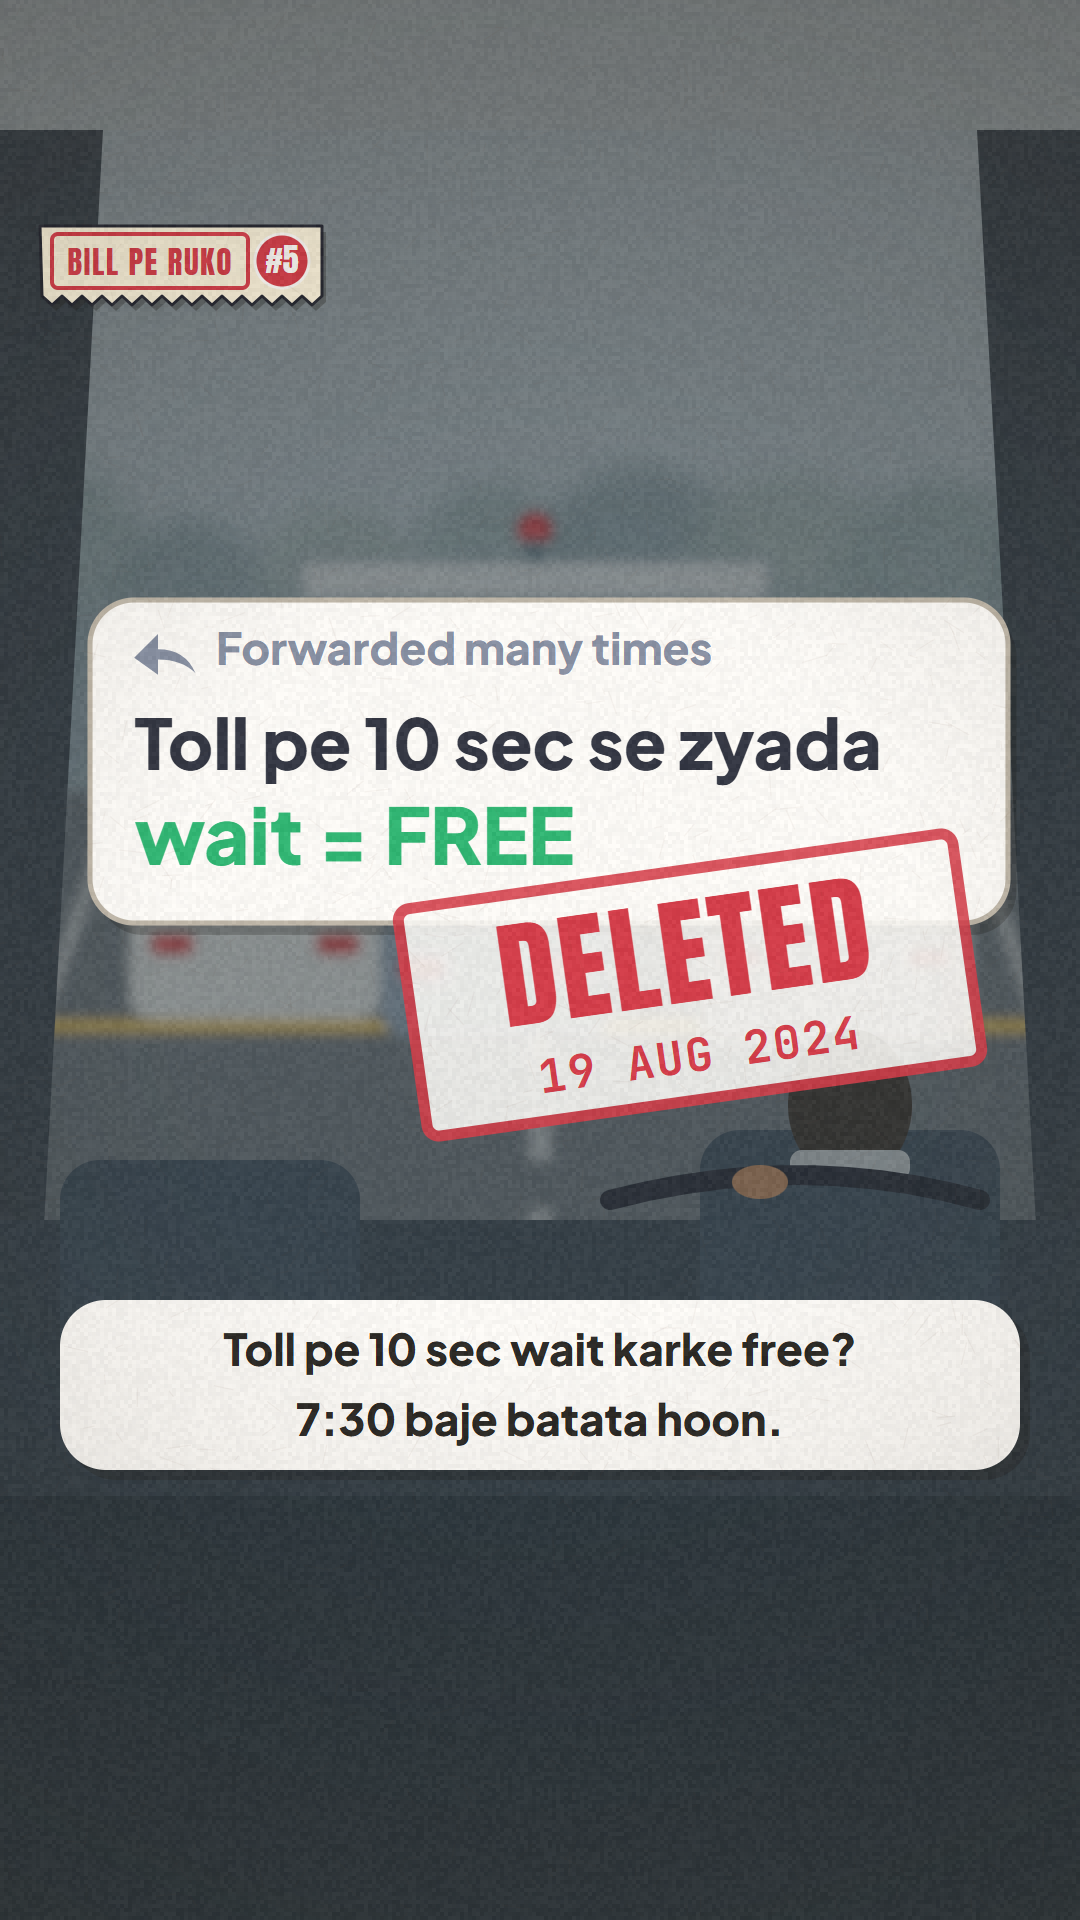 BILL PE RUKO #5
Forwarded many times
Toll pe 10 sec se zyada
wait = FREE
DELETED
19 AUG 2024
Toll pe 10 sec wait karke free?
7:30 baje batata hoon.